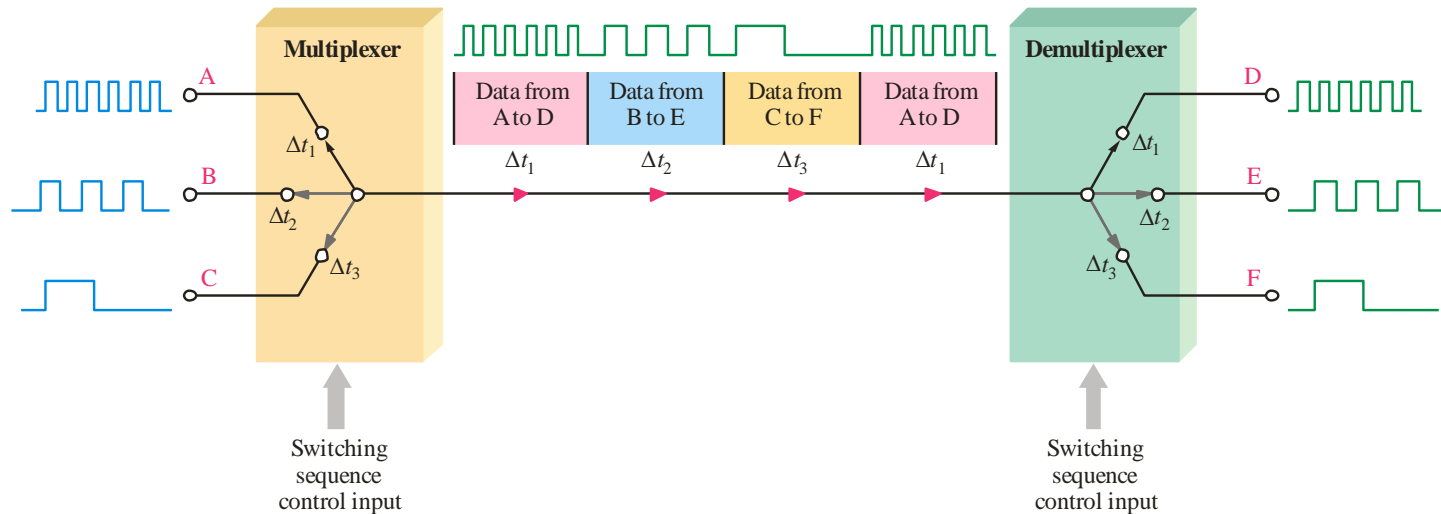 Multiplexer
Demultiplexer
A
Data from
A to D
Data from
B to E
Data from
C to F
Data from
A to D
D
Δt1
Δt1
Δt2
Δt3
Δt1
Δt1
B
E
Δt2
Δt2
Δt3
Δt3
C
F
Switching
sequence
control input
Switching
sequence
control input